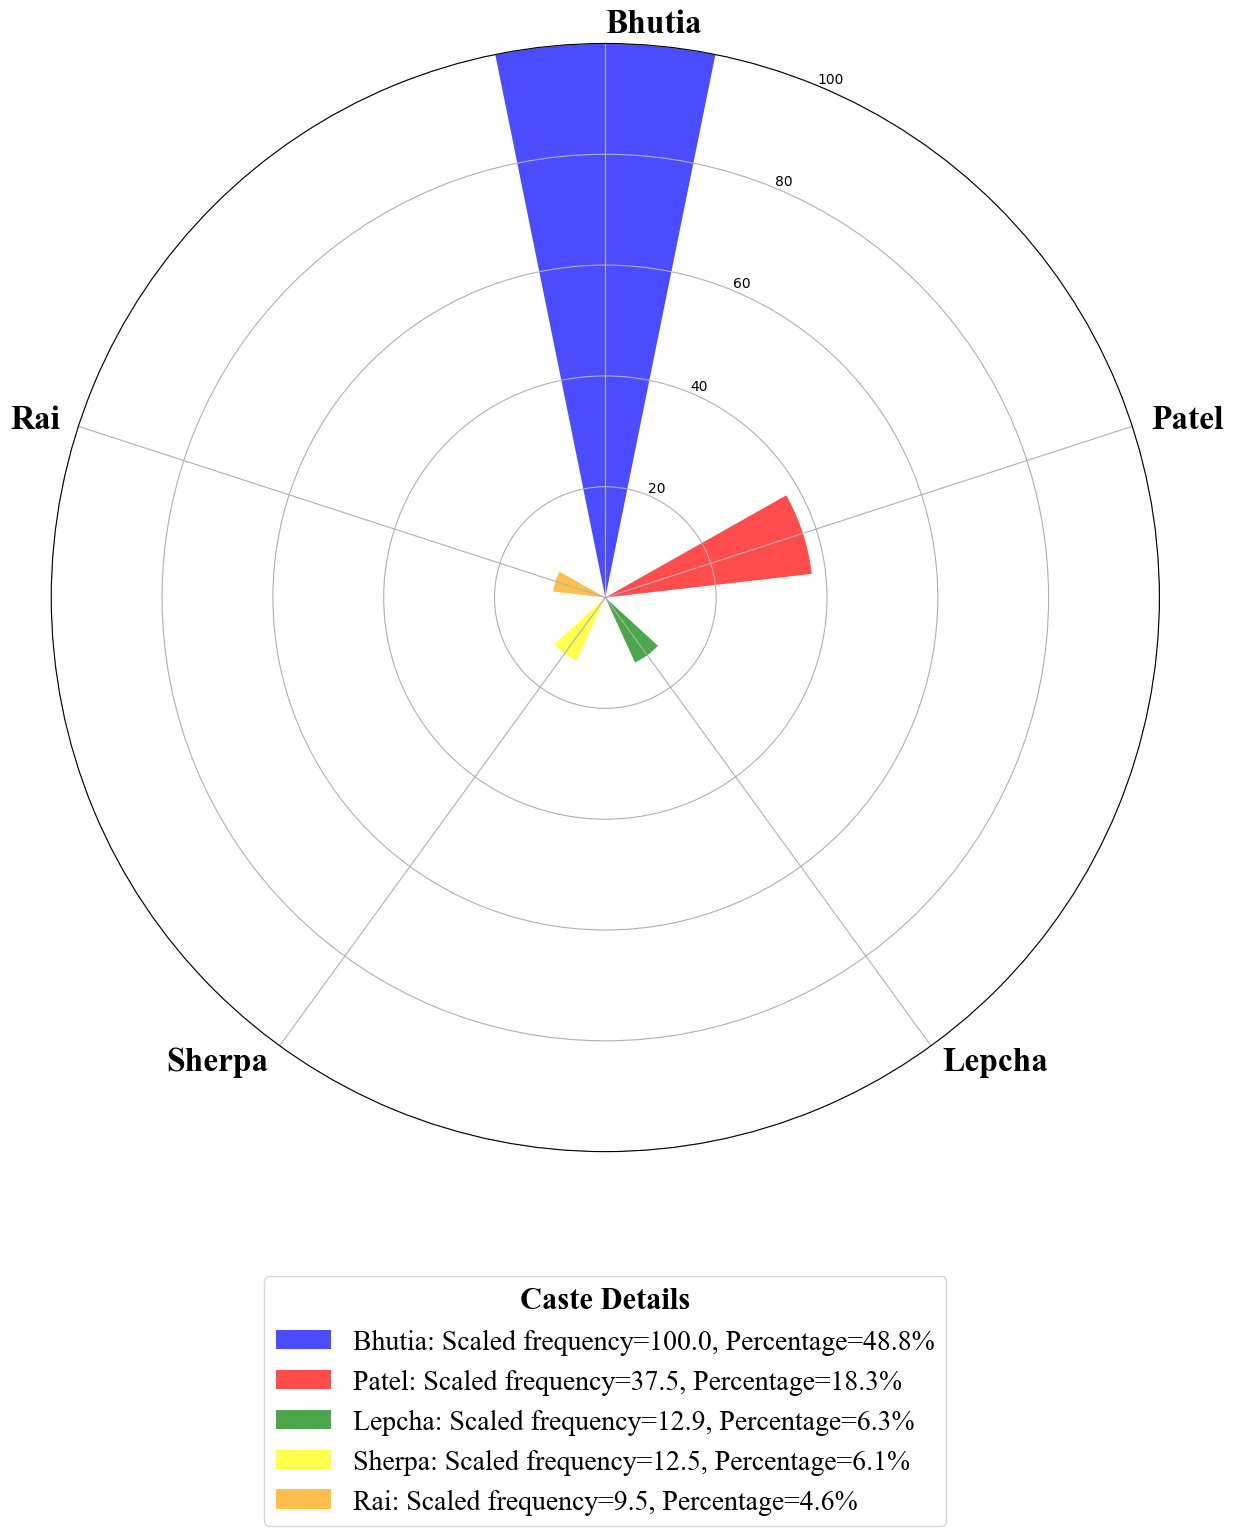 Bhutia
100
80
60
40
20
Rai
Patel
Sherpa
Lepcha
Caste Details
Bhutia: Scaled frequency=100.0, Percentage=48.8%
Patel: Scaled frequency=37.5, Percentage=18.3%
Lepcha: Scaled frequency=12.9, Percentage=6.3%
Sherpa: Scaled frequency=12.5, Percentage=6.1%
Rai: Scaled frequency=9.5, Percentage=4.6%